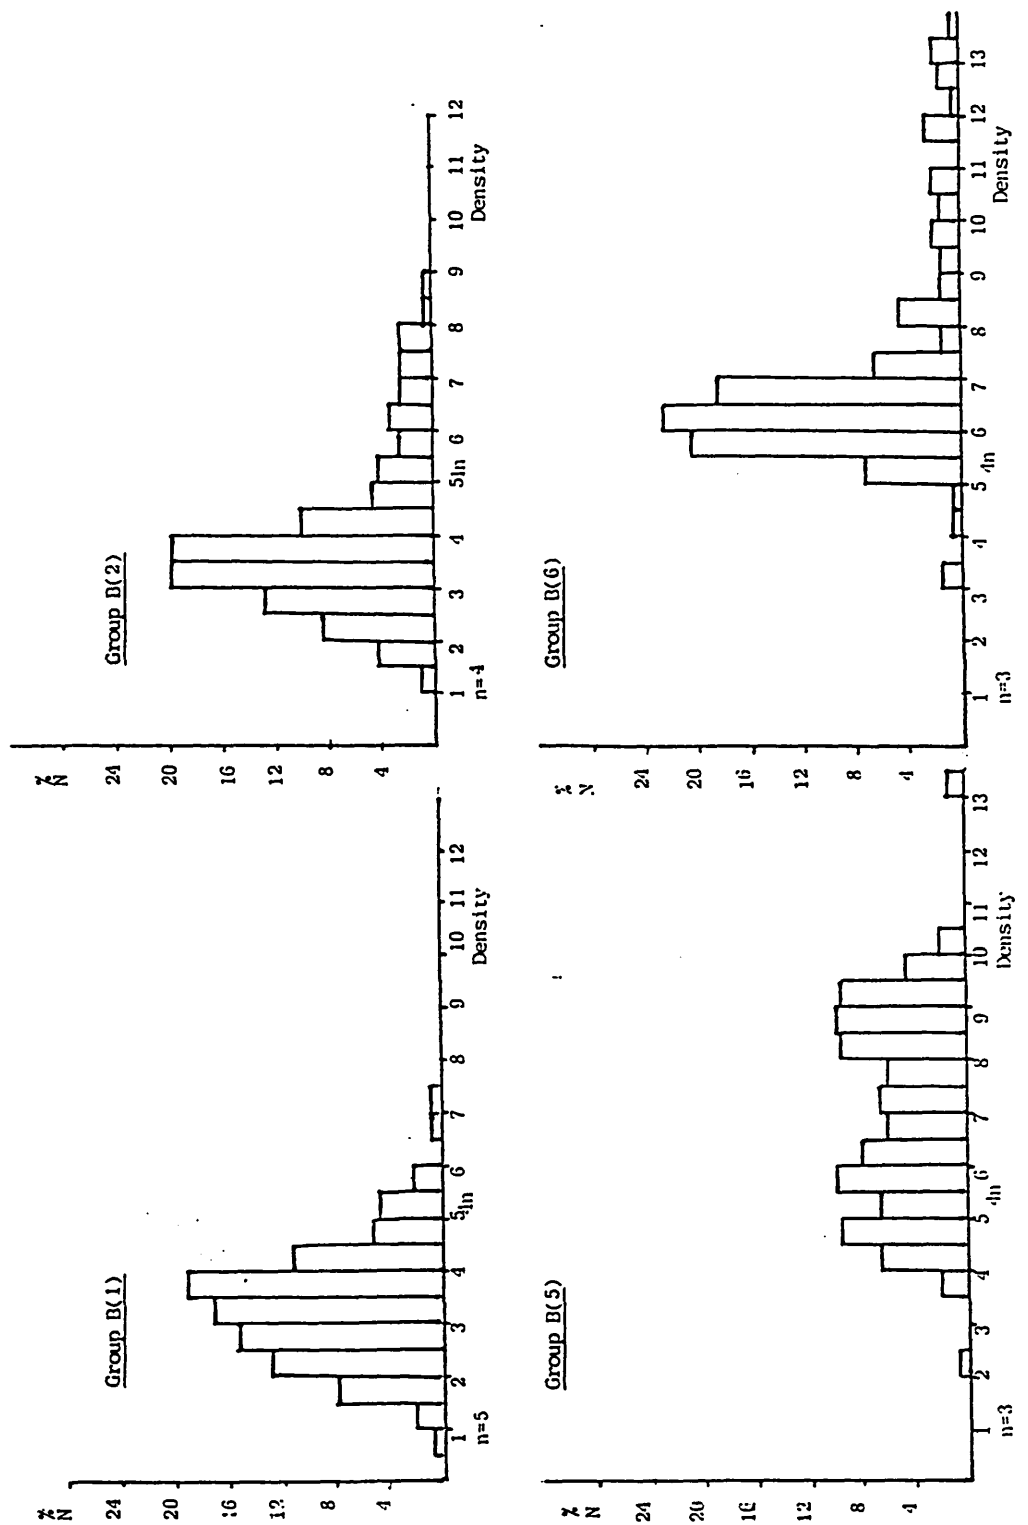 Group B(1)
%
N
24
20
16
12
8
4
1 2 3 4 5 4n 6 7 8 9 10 11 12
n=5
Density
Group B(2)
%
N
24
20
16
12
8
4
1 2 3 4 5 4n 6 7 8 9 10 11 12
n=4
Density
Group B(5)
%
N
24
20
16
12
8
4
1 2 3 4 5 4n 6 7 8 9 10 11 12 13
n=3
Density
Group B(6)
%
N
24
20
16
12
8
4
1 2 3 4 5 4n 6 7 8 9 10 11 12 13
n=3
Density